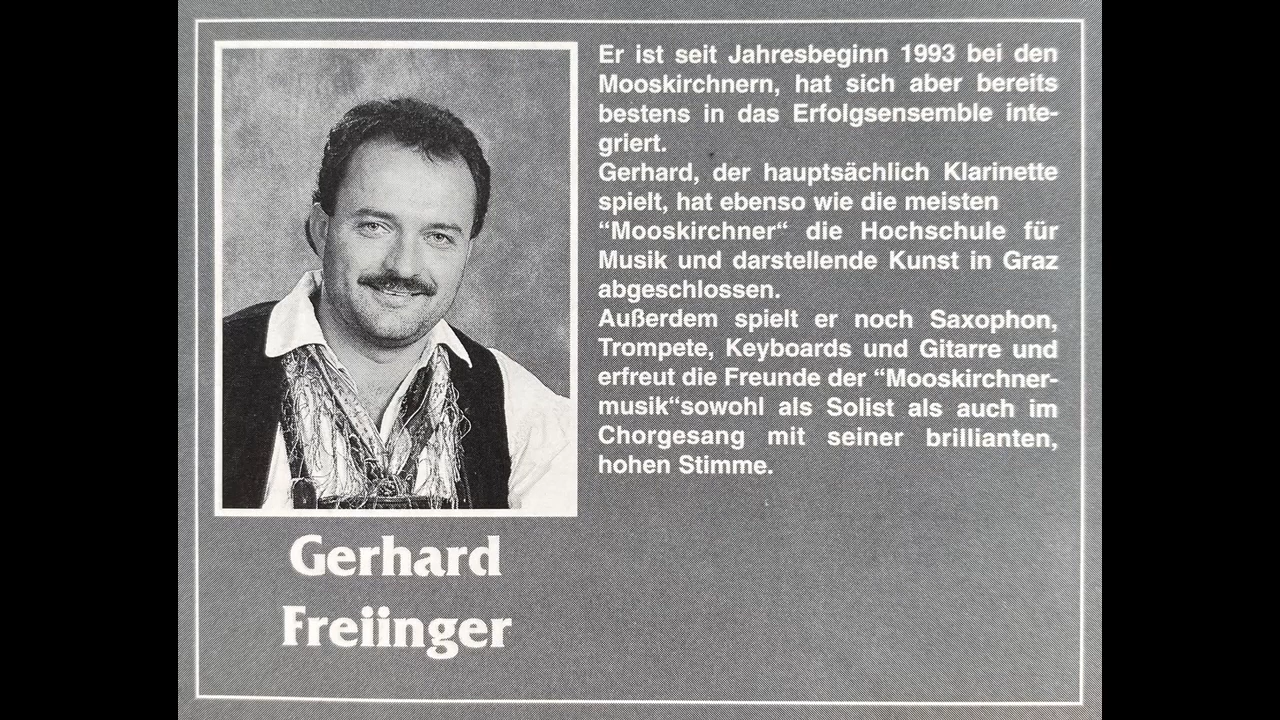 Er ist seit Jahresbeginn 1993 bei den
Mooskirchnern, hat sich aber bereits
bestens in das Erfolgsensemble inte-
griert.
Gerhard, der hauptsächlich Klarinette
spielt, hat ebenso wie die meisten
“Mooskirchner“ die Hochschule für
Musik und darstellende Kunst in Graz
abgeschlossen.
Außerdem spielt er noch Saxophon,
Trompete, Keyboards und Gitarre und
erfreut die Freunde der “Mooskirchner-
musik“sowohl als Solist als auch im
Chorgesang mit seiner brillianten,
hohen Stimme.
Gerhard
Freiinger